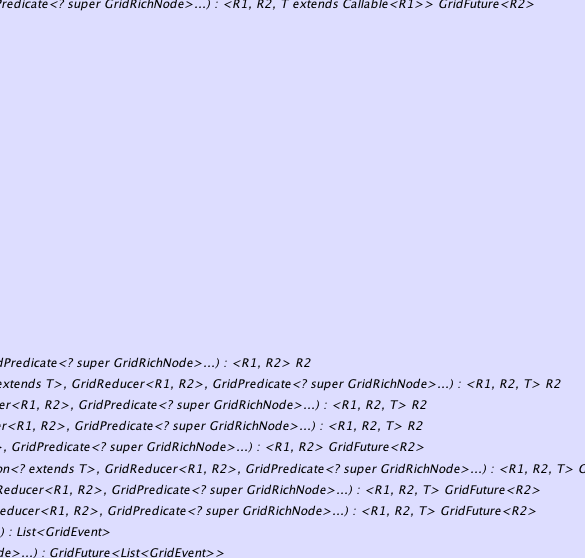 Predicate<? super GridRichNode>...) : <R1, R2, T extends Callable<R1>> GridFuture<R2>
dPredicate<? super GridRichNode>...) : <R1, R2> R2
extends T>, GridReducer<R1, R2>, GridPredicate<? super GridRichNode>...) : <R1, R2, T> R2
er<R1, R2>, GridPredicate<? super GridRichNode>...) : <R1, R2, T> R2
r<R1, R2>, GridPredicate<? super GridRichNode>...) : <R1, R2, T> R2
>, GridPredicate<? super GridRichNode>...) : <R1, R2> GridFuture<R2>
on<? extends T>, GridReducer<R1, R2>, GridPredicate<? super GridRichNode>...) : <R1, R2, T> G
Reducer<R1, R2>, GridPredicate<? super GridRichNode>...) : <R1, R2, T> GridFuture<R2>
educer<R1, R2>, GridPredicate<? super GridRichNode>...) : <R1, R2, T> GridFuture<R2>
) : List<GridEvent>
de>...) : GridFuture<List<GridEvent>>